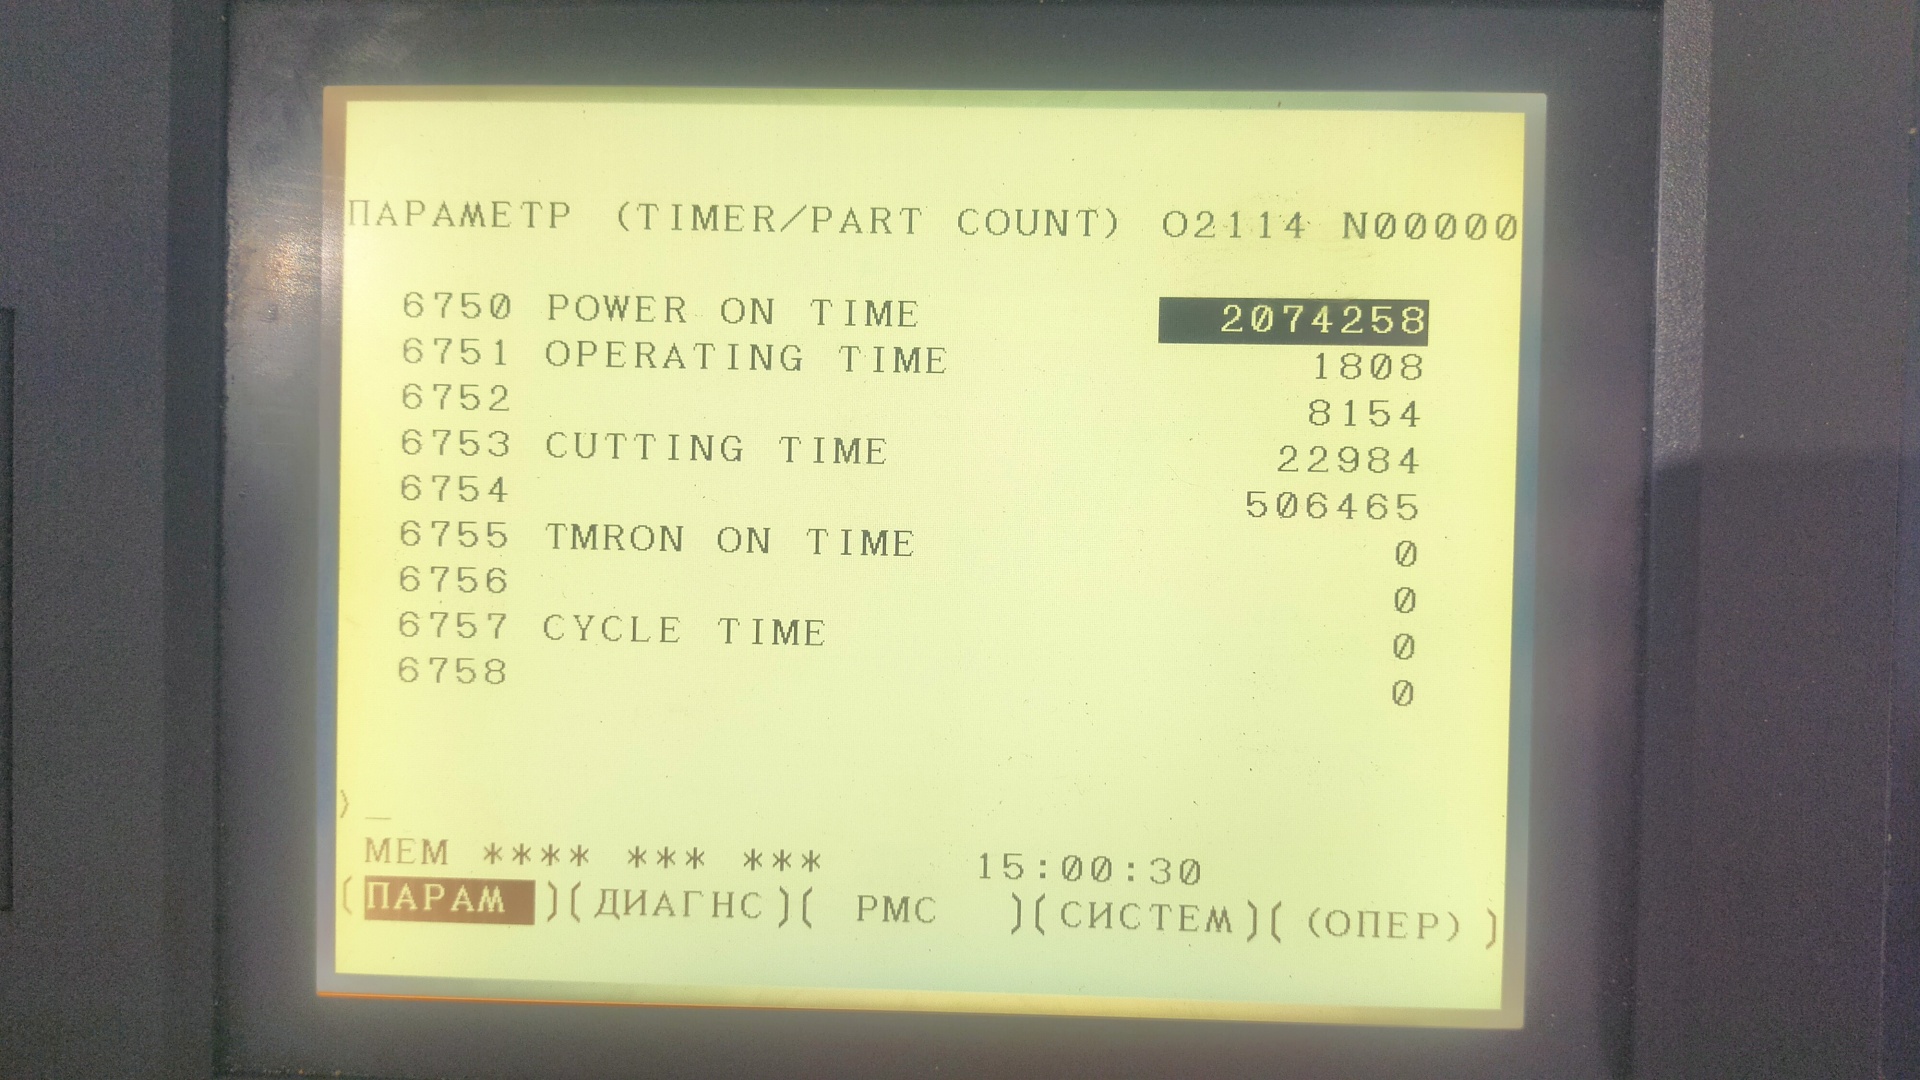 ПАРАМЕТР (TIMER/PART COUNT) O2114 N00000
6750 POWER ON TIME 2074258
6751 OPERATING TIME 1808
6752 8154
6753 CUTTING TIME 22984
6754 506465
6755 TMRON ON TIME 0
6756 0
6757 CYCLE TIME 0
6758 0
>_
MEM **** *** *** 15:00:30
(ПАРАМ )(ДИАГНС)( PMC )(СИСТЕМ)( (ОПЕР) )